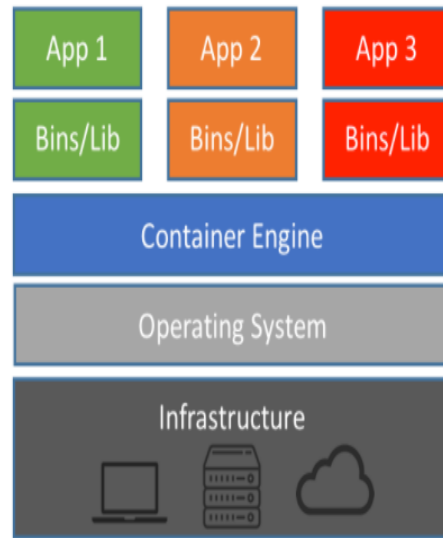 App 1 App 2 App 3
Bins/Lib Bins/Lib Bins/Lib
Container Engine
Operating System
Infrastructure